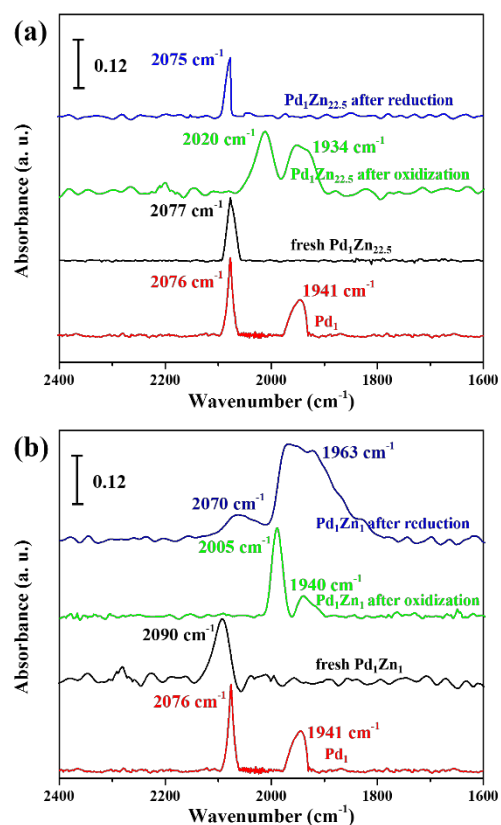 (a)
0.12
2075 cm⁻¹
Pd₁Zn₂₂.₅ after reduction
2020 cm⁻¹
1934 cm⁻¹
Pd₁Zn₂₂.₅ after oxidization
2077 cm⁻¹
fresh Pd₁Zn₂₂.₅
2076 cm⁻¹
1941 cm⁻¹
Pd₁
Absorbance (a. u.)
2400 2200 2000 1800 1600
Wavenumber (cm⁻¹)
(b)
0.12
1963 cm⁻¹
2070 cm⁻¹
Pd₁Zn₁ after reduction
2005 cm⁻¹
1940 cm⁻¹
Pd₁Zn₁ after oxidization
2090 cm⁻¹
fresh Pd₁Zn₁
2076 cm⁻¹
1941 cm⁻¹
Pd₁
Absorbance (a. u.)
2400 2200 2000 1800 1600
Wavenumber (cm⁻¹)